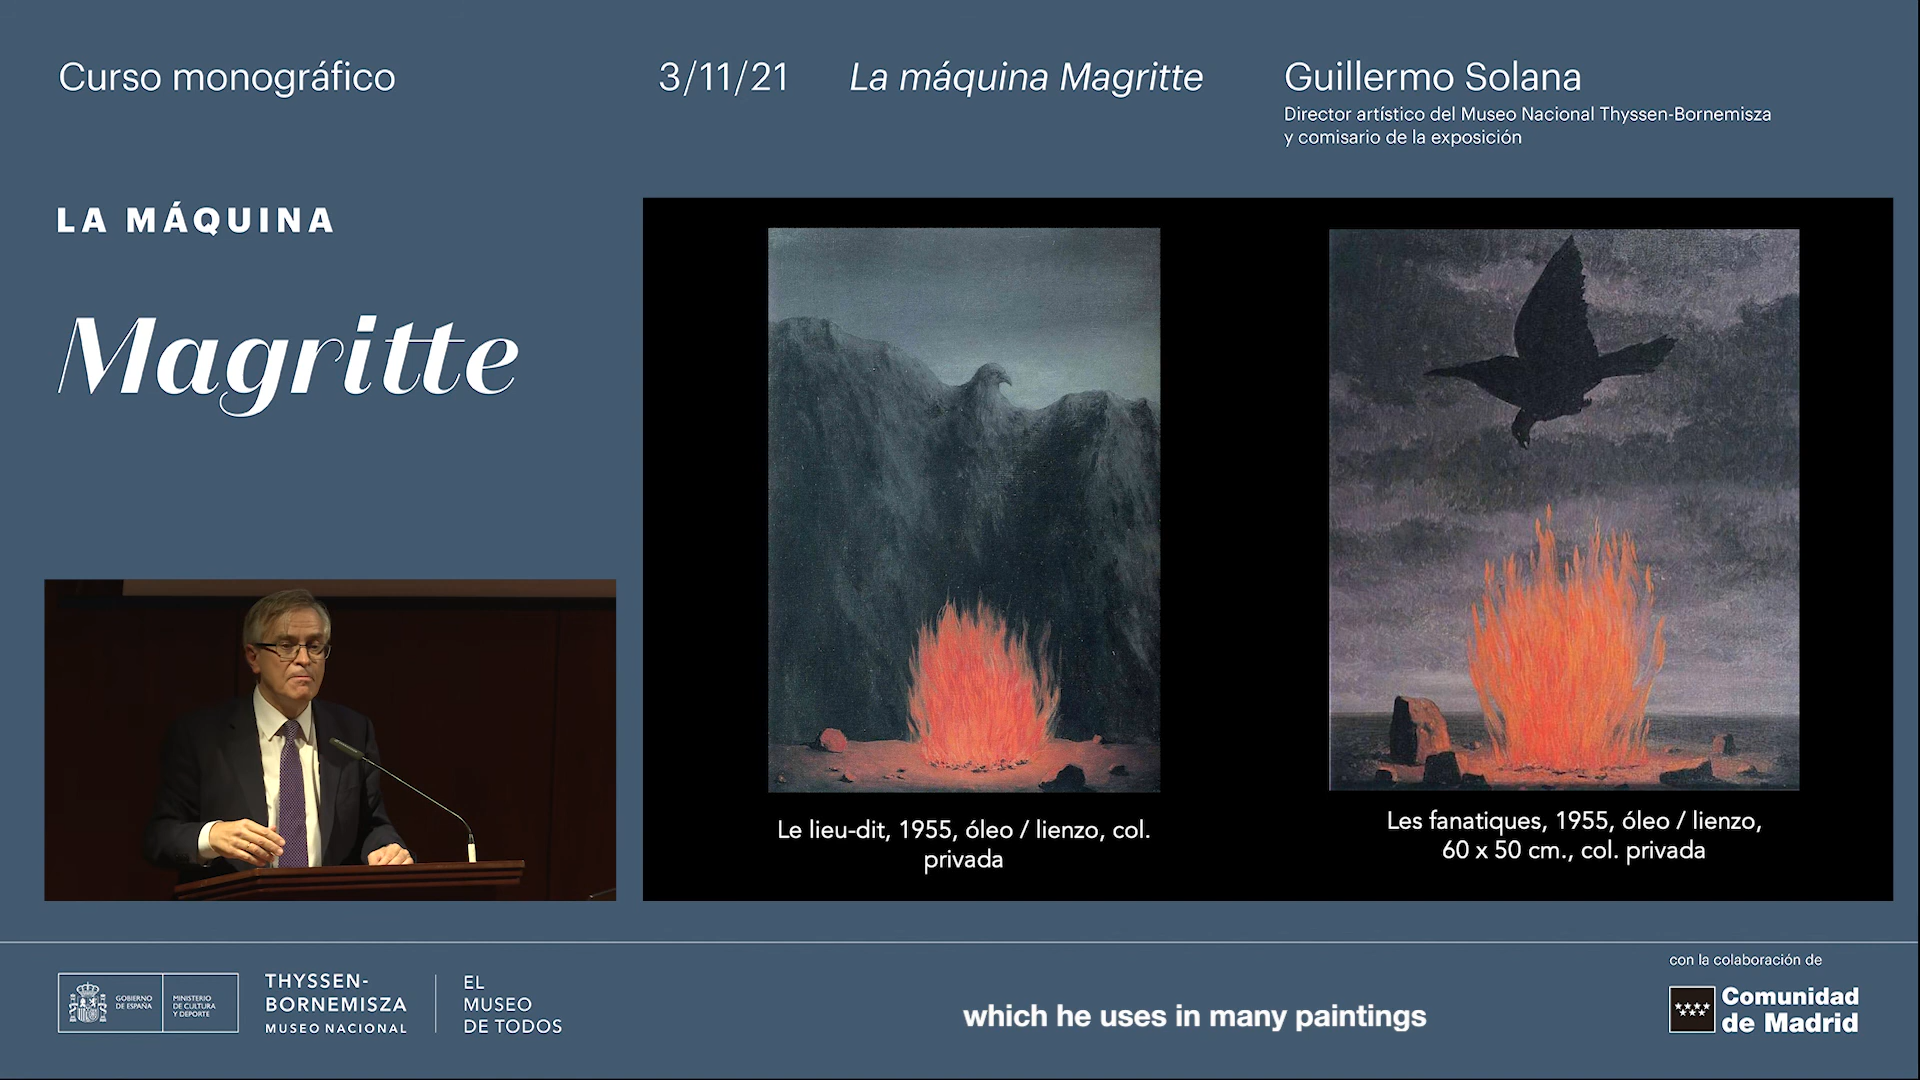 Curso monográfico
3/11/21
La máquina Magritte
Guillermo Solana
Director artístico del Museo Nacional Thyssen-Bornemisza
y comisario de la exposición
LA MÁQUINA
Magritte
Le lieu-dit, 1955, óleo / lienzo, col.
privada
Les fanatiques, 1955, óleo / lienzo,
60 x 50 cm., col. privada
GOBIERNO
DE ESPAÑA
MINISTERIO
DE CULTURA
Y DEPORTE
THYSSEN-
BORNEMISZA
MUSEO NACIONAL
EL
MUSEO
DE TODOS
which he uses in many paintings
con la colaboración de
Comunidad
de Madrid